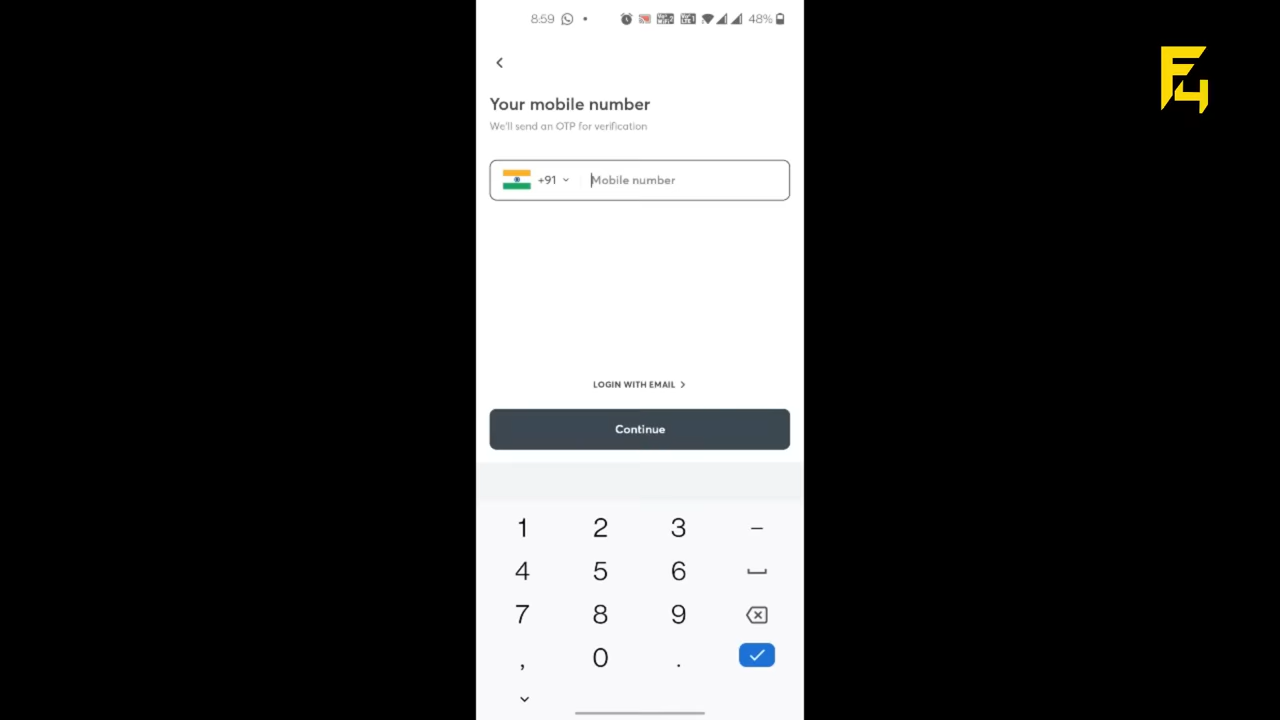 8:59 48%
F4
Your mobile number
We'll send an OTP for verification
+91 Mobile number
LOGIN WITH EMAIL >
Continue
1 2 3 –
4 5 6
7 8 9
, 0 .